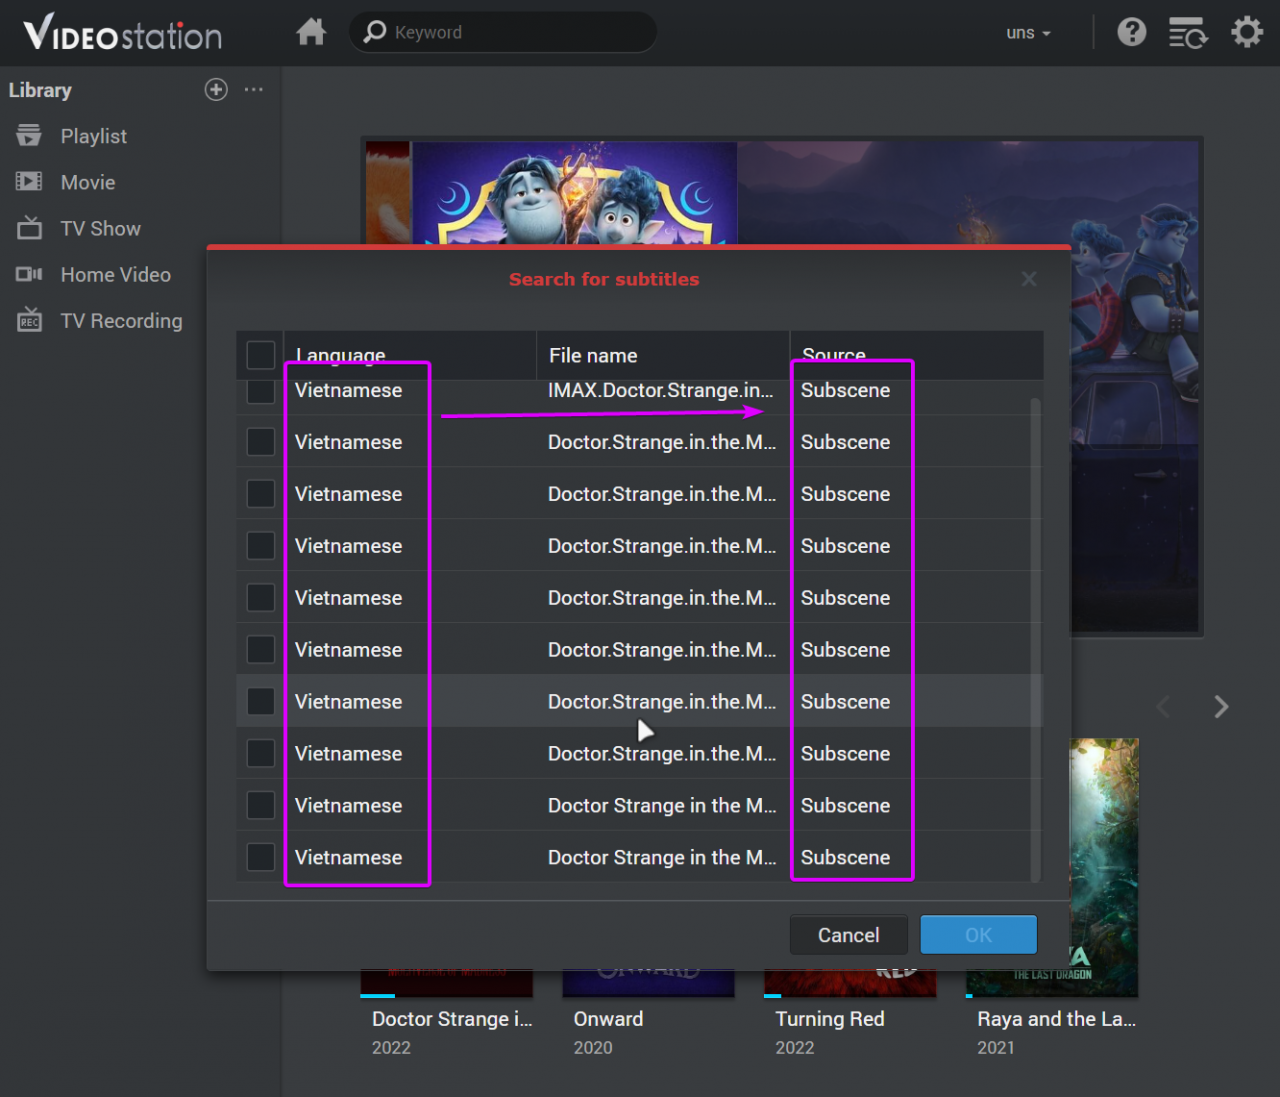 VIDEOstation
Keyword
uns
Library
Playlist
Movie
TV Show
Home Video
REC TV Recording
Search for subtitles
Language File name Source
Vietnamese IMAX.Doctor.Strange.in... Subscene
Vietnamese Doctor.Strange.in.the.M... Subscene
Vietnamese Doctor.Strange.in.the.M... Subscene
Vietnamese Doctor.Strange.in.the.M... Subscene
Vietnamese Doctor.Strange.in.the.M... Subscene
Vietnamese Doctor.Strange.in.the.M... Subscene
Vietnamese Doctor.Strange.in.the.M... Subscene
Vietnamese Doctor.Strange.in.the.M... Subscene
Vietnamese Doctor Strange in the M... Subscene
Vietnamese Doctor Strange in the M... Subscene
Cancel OK
ONWARD
RED
THE LAST DRAGON
Doctor Strange i... Onward Turning Red Raya and the La...
2022 2020 2022 2021